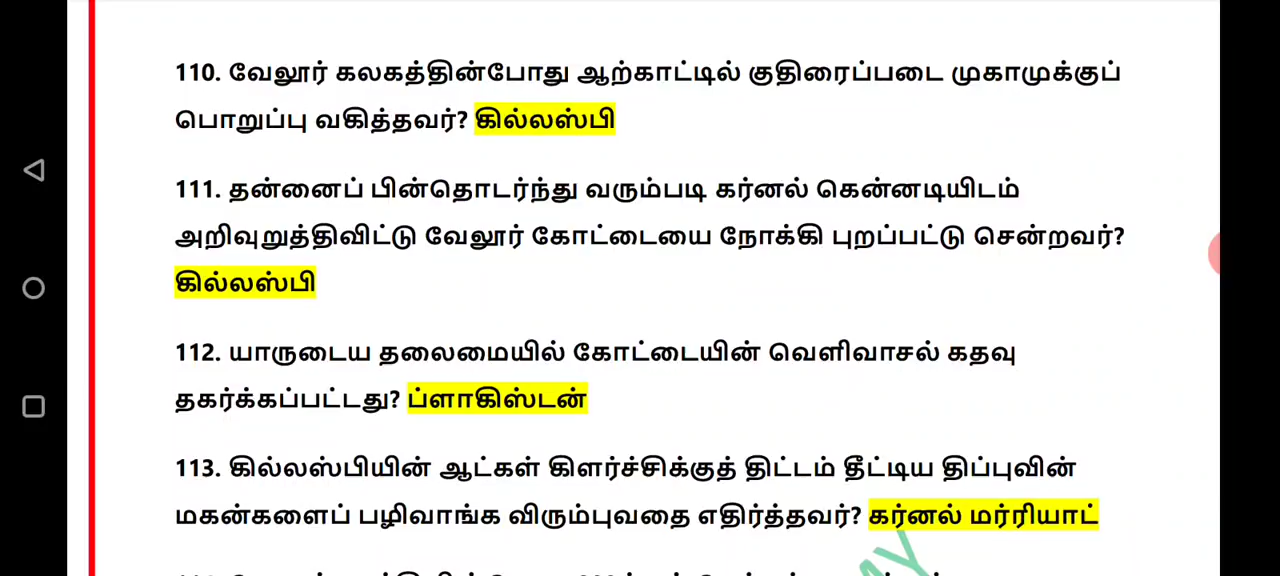 110. வேலூர் கலகத்தின்போது ஆற்காட்டில் குதிரைப்படை முகாமுக்குப்
பொறுப்பு வகித்தவர்? கில்லஸ்பி
111. தன்னைப் பின்தொடர்ந்து வரும்படி கர்னல் கென்னடியிடம்
அறிவுறுத்திவிட்டு வேலூர் கோட்டையை நோக்கி புறப்பட்டு சென்றவர்?
கில்லஸ்பி
112. யாருடைய தலைமையில் கோட்டையின் வெளிவாசல் கதவு
தகர்க்கப்பட்டது? ப்ளாகிஸ்டன்
113. கில்லஸ்பியின் ஆட்கள் கிளர்ச்சிக்குத் திட்டம் தீட்டிய திப்புவின்
மகன்களைப் பழிவாங்க விரும்புவதை எதிர்த்தவர்? கர்னல் மர்ரியாட்